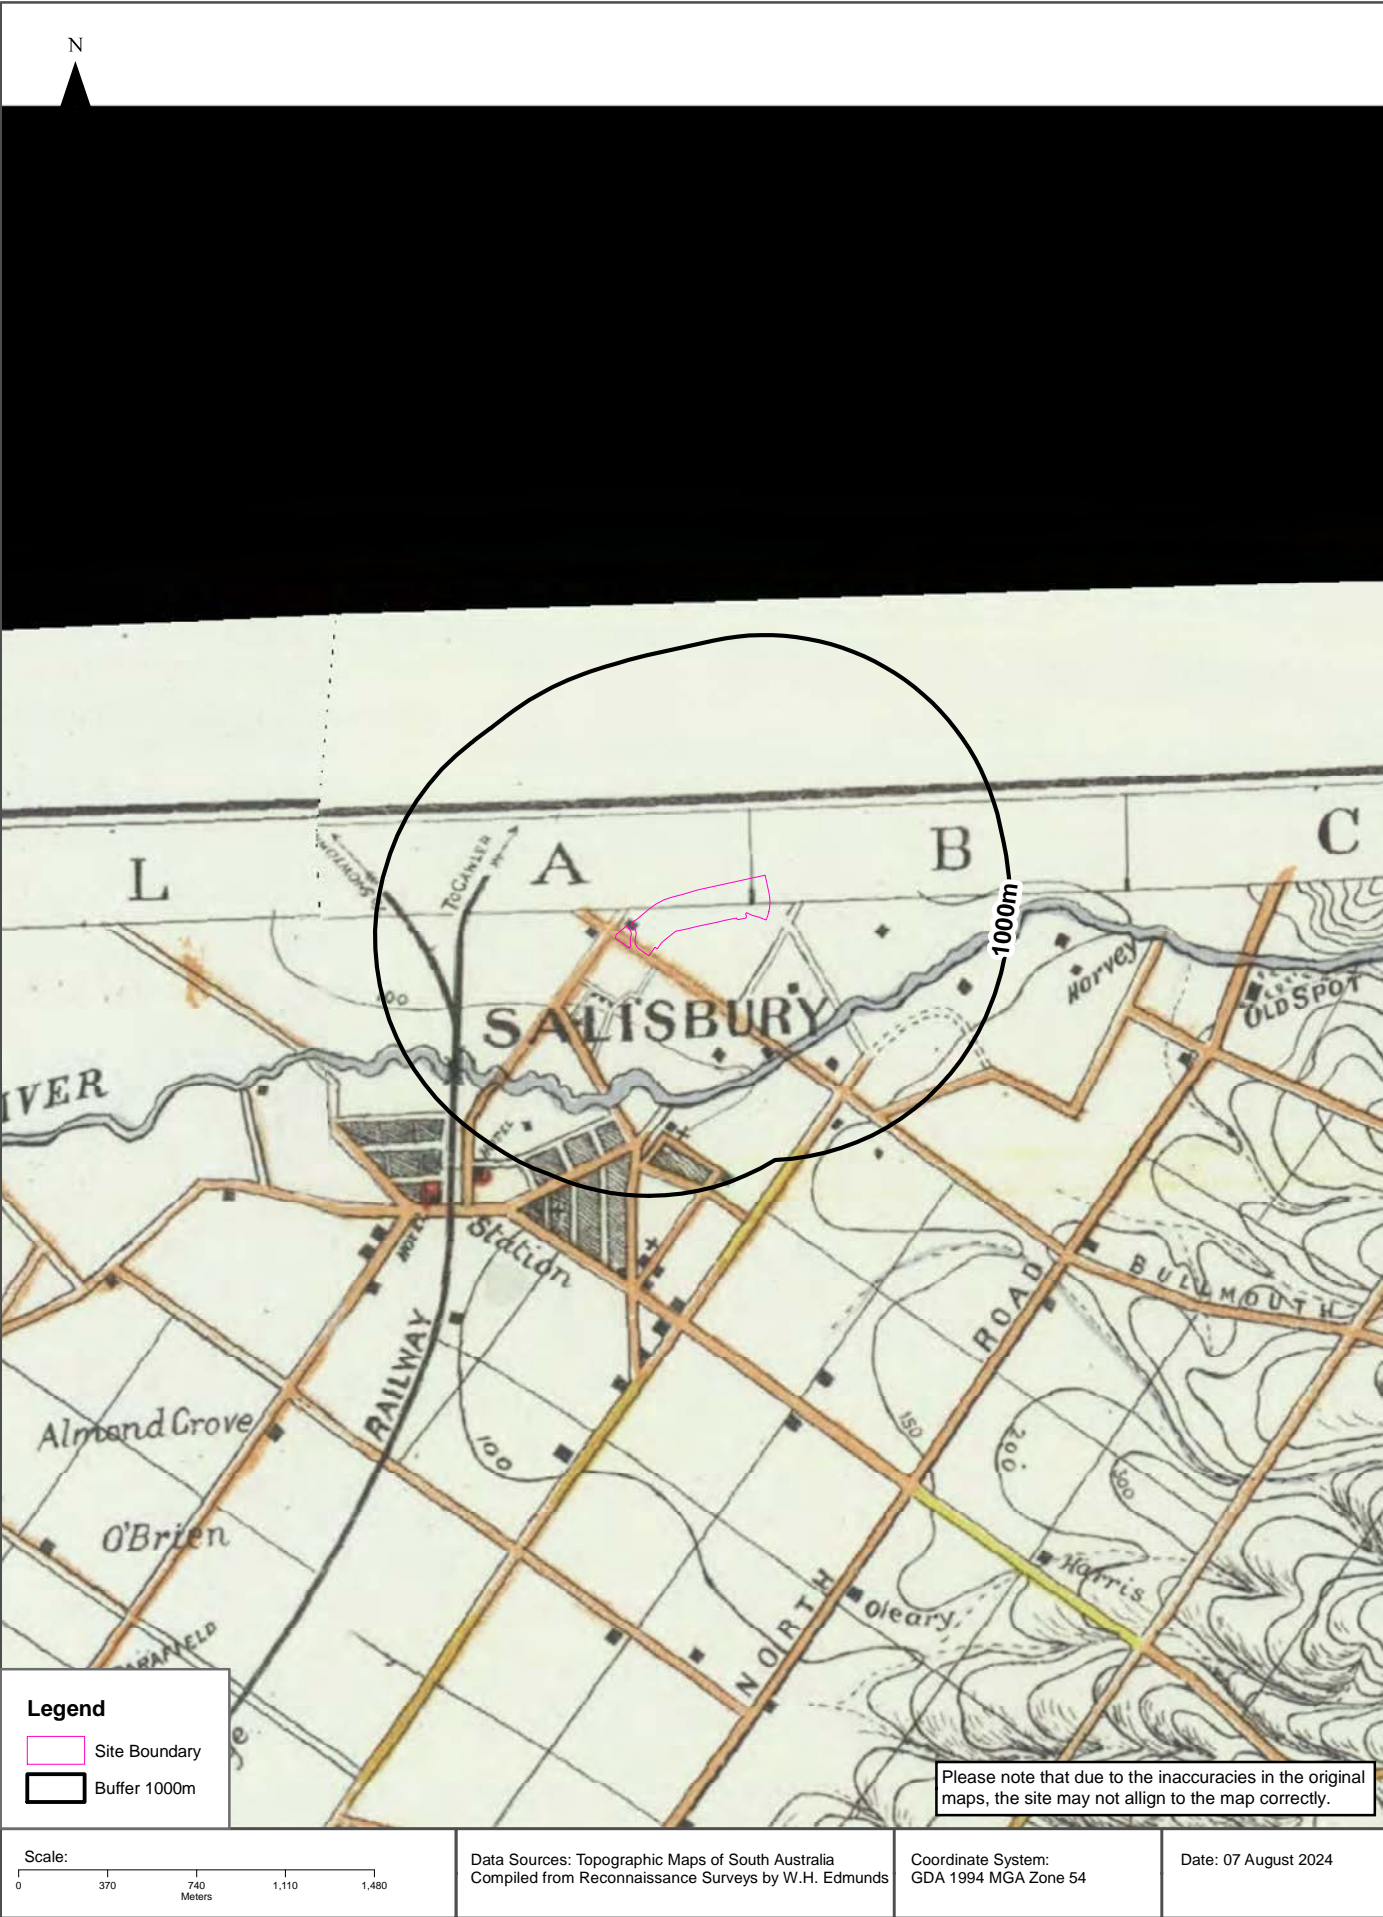 N
L
A
B
C
TO GAWLER
1000m
100
SALISBURY
Horvey
OLD SPOT
IVER
HOTEL
Station
ROAD
BULLMOUTH
RAILWAY
Almond Grove
100
150
200
300
O'Brien
Harris
Oleary
NORTH
PARAFIELD
Legend
Site Boundary
Buffer 1000m
Please note that due to the inaccuracies in the original
maps, the site may not allign to the map correctly.
Scale:
0 370 740 1,110 1,480
Meters
Data Sources: Topographic Maps of South Australia
Compiled from Reconnaissance Surveys by W.H. Edmunds
Coordinate System:
GDA 1994 MGA Zone 54
Date: 07 August 2024